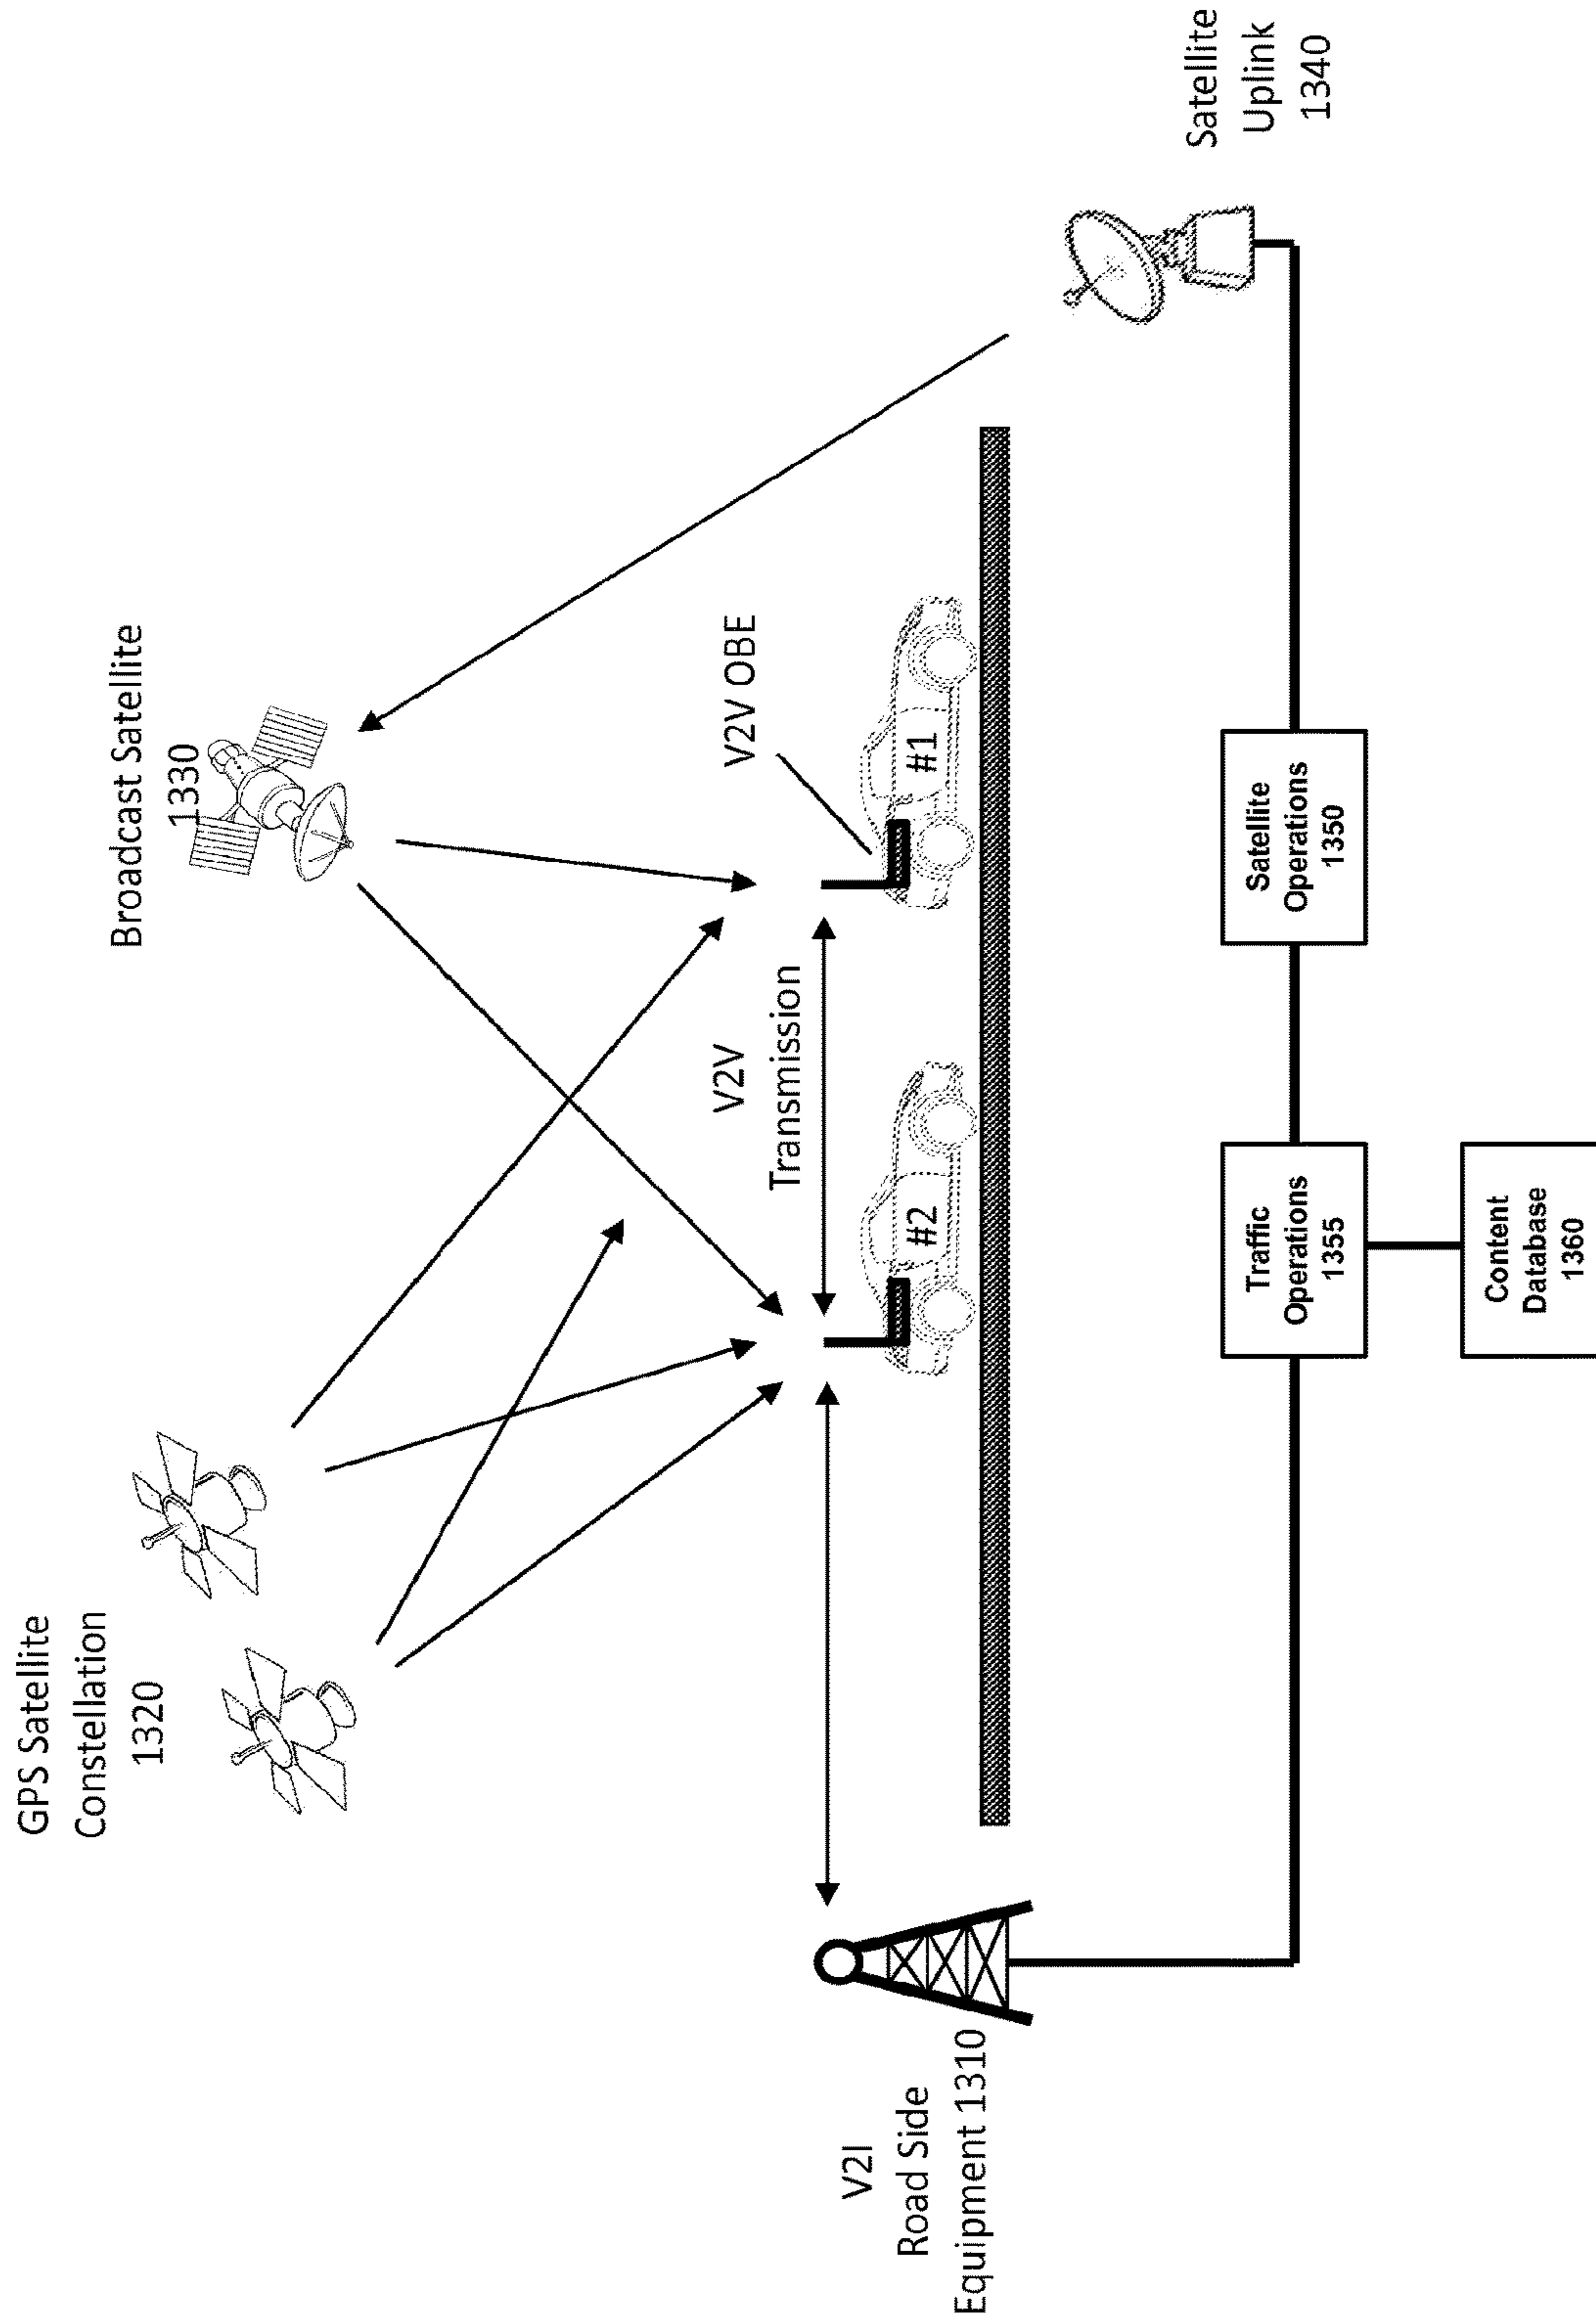 GPS Satellite
Constellation
1320
Broadcast Satellite
1330
V2V
Transmission
V2V OBE
#2
#1
V2I
Road Side
Equipment 1310
Satellite
Uplink
1340
Traffic
Operations
1355
Satellite
Operations
1350
Content
Database
1360